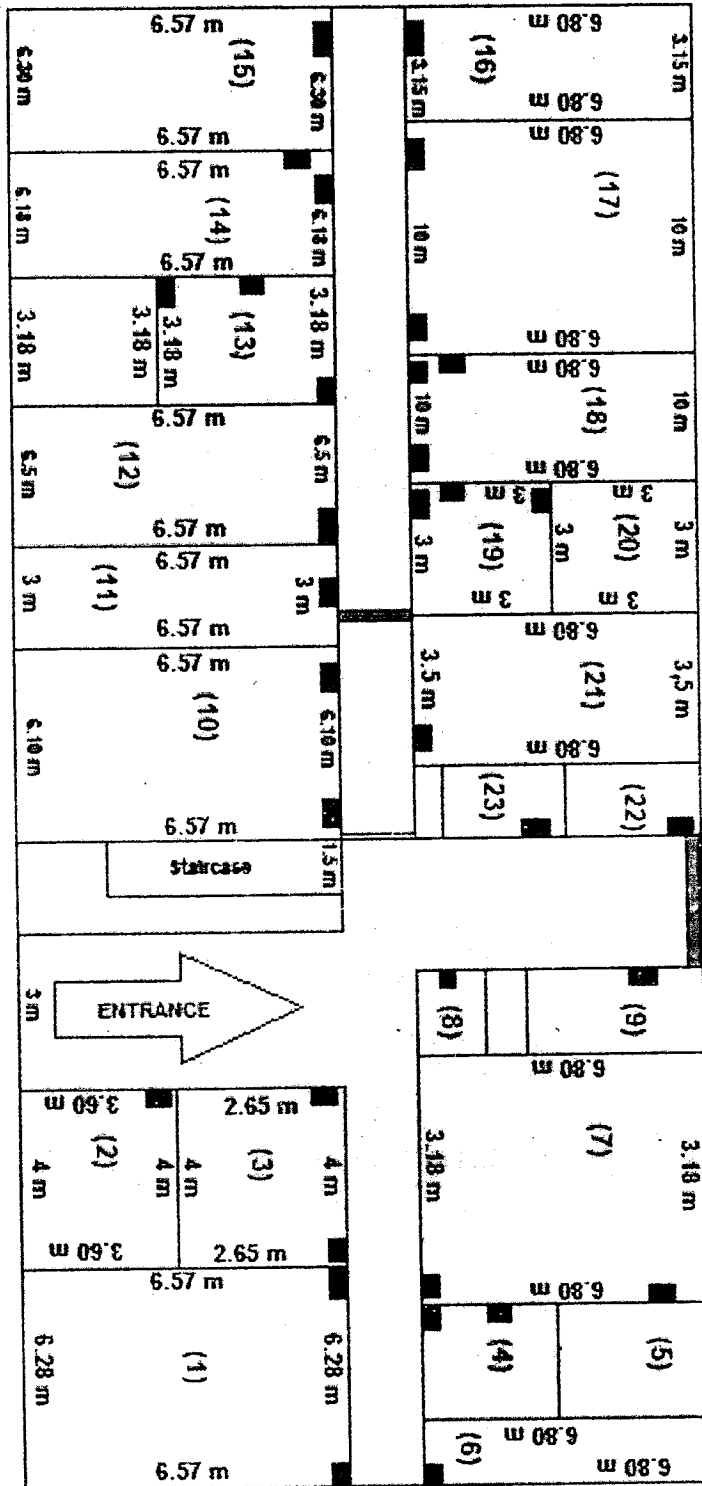 6.57 m
6.30 m
(15)
6.30 m
6.57 m
6.57 m
6.18 m
(14)
6.18 m
6.57 m
3.18 m
3.18 m
3.18 m
(13)
3.18 m
6.57 m
6.5 m
(12)
6.5 m
6.57 m
3 m
(11)
3 m
6.57 m
6.57 m
6.10 m
(10)
6.10 m
6.57 m
Staircase
1.5 m
3 m
ENTRANCE
3.60 m
2.65 m
4 m
(2)
4 m
4 m
(3)
4 m
3.60 m
2.65 m
6.57 m
6.28 m
(1)
6.28 m
6.57 m
6.80 m
3.15 m
(16)
3.15 m
6.80 m
6.80 m
10 m
(17)
10 m
6.80 m
6.80 m
10 m
(18)
10 m
6.80 m
3 m
3 m
3 m
(19)
3 m
(20)
3 m
3 m
3 m
6.80 m
3.5 m
(21)
3,5 m
6.80 m
(23)
(22)
(8)
(9)
6.80 m
3.18 m
(7)
3.18 m
6.80 m
(4)
(5)
(6)
6.80 m
6.80 m